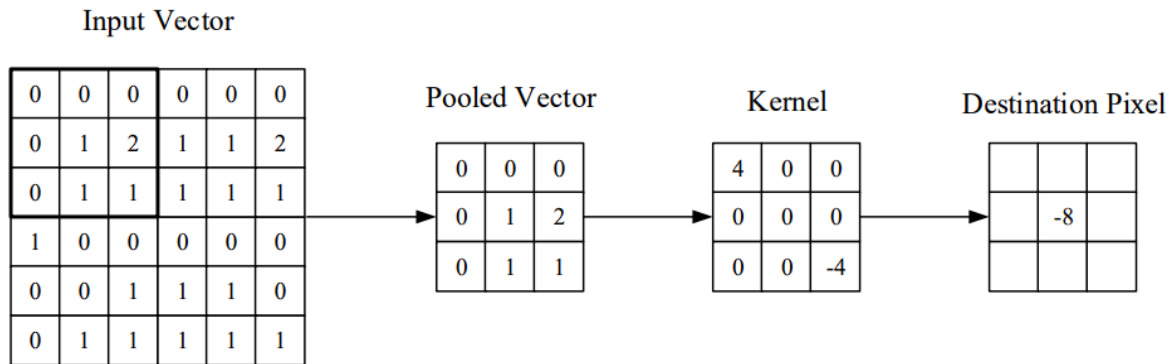 Input Vector
0 0 0 0 0 0
0 1 2 1 1 2
0 1 1 1 1 1
1 0 0 0 0 0
0 0 1 1 1 0
0 1 1 1 1 1
Pooled Vector
0 0 0
0 1 2
0 1 1
Kernel
4 0 0
0 0 0
0 0 -4
Destination Pixel
-8